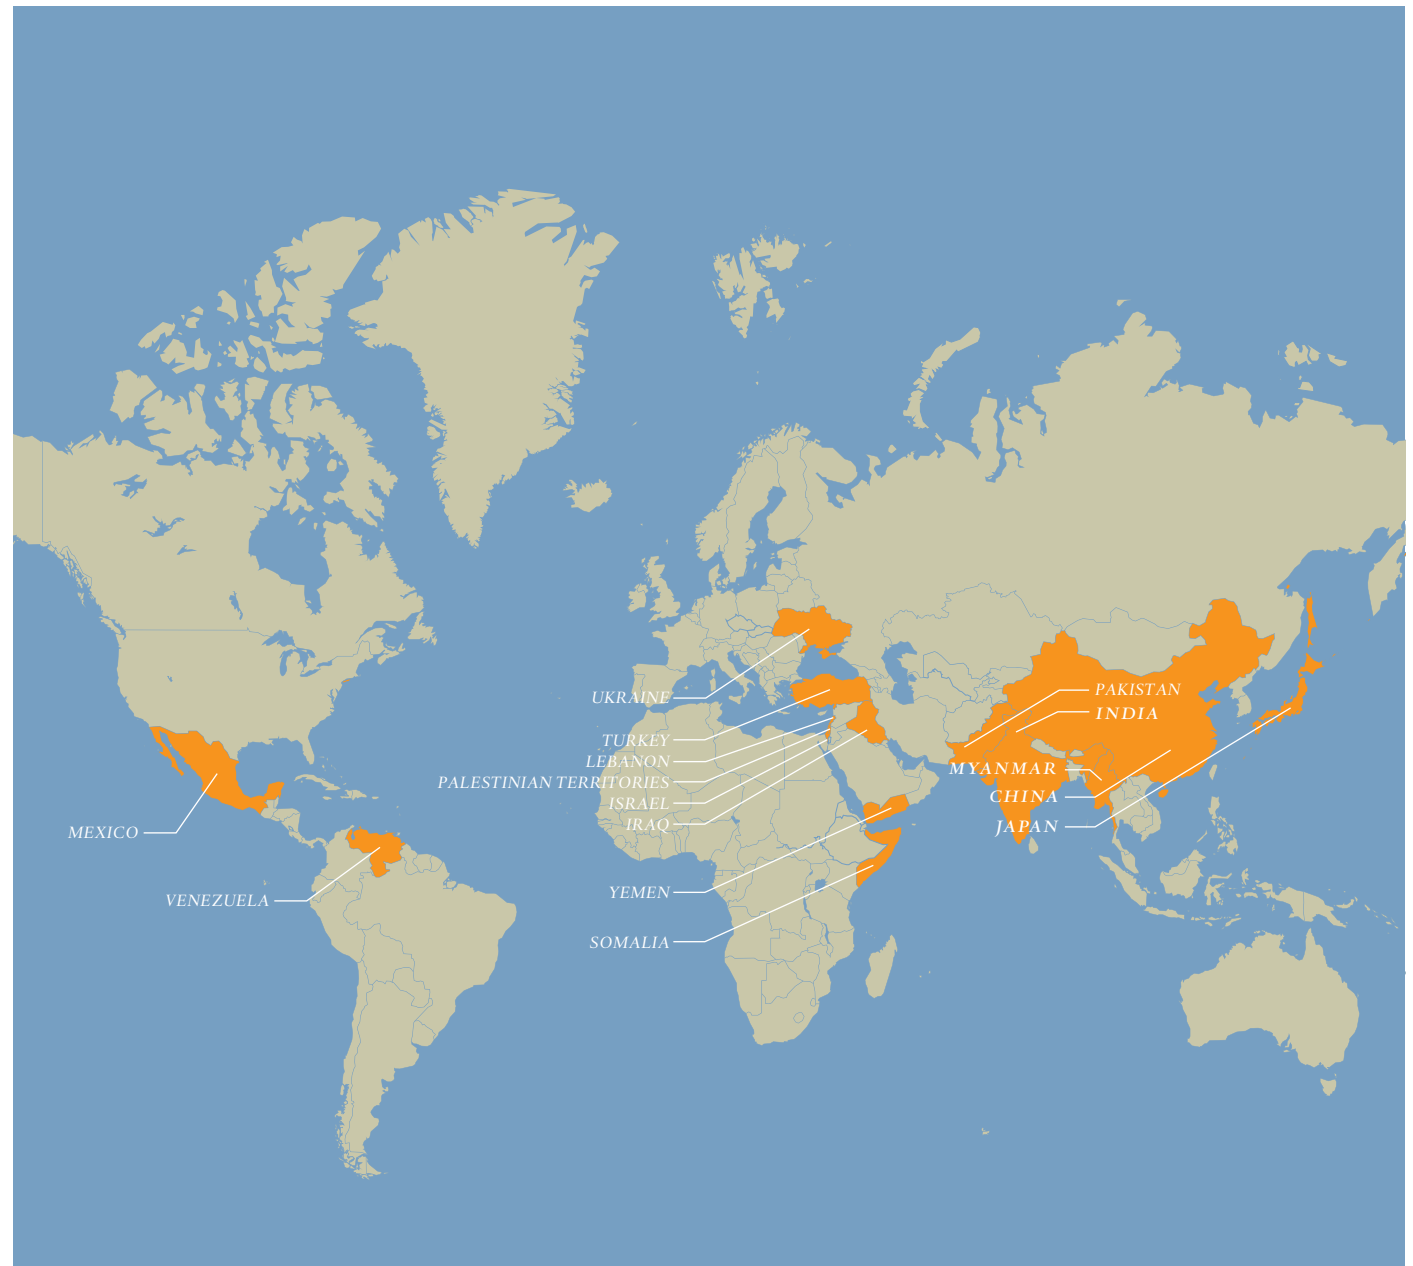 UKRAINE
PAKISTAN
INDIA
TURKEY
LEBANON
MYANMAR
PALESTINIAN TERRITORIES
CHINA
ISRAEL
IRAQ
JAPAN
MEXICO
YEMEN
VENEZUELA
SOMALIA